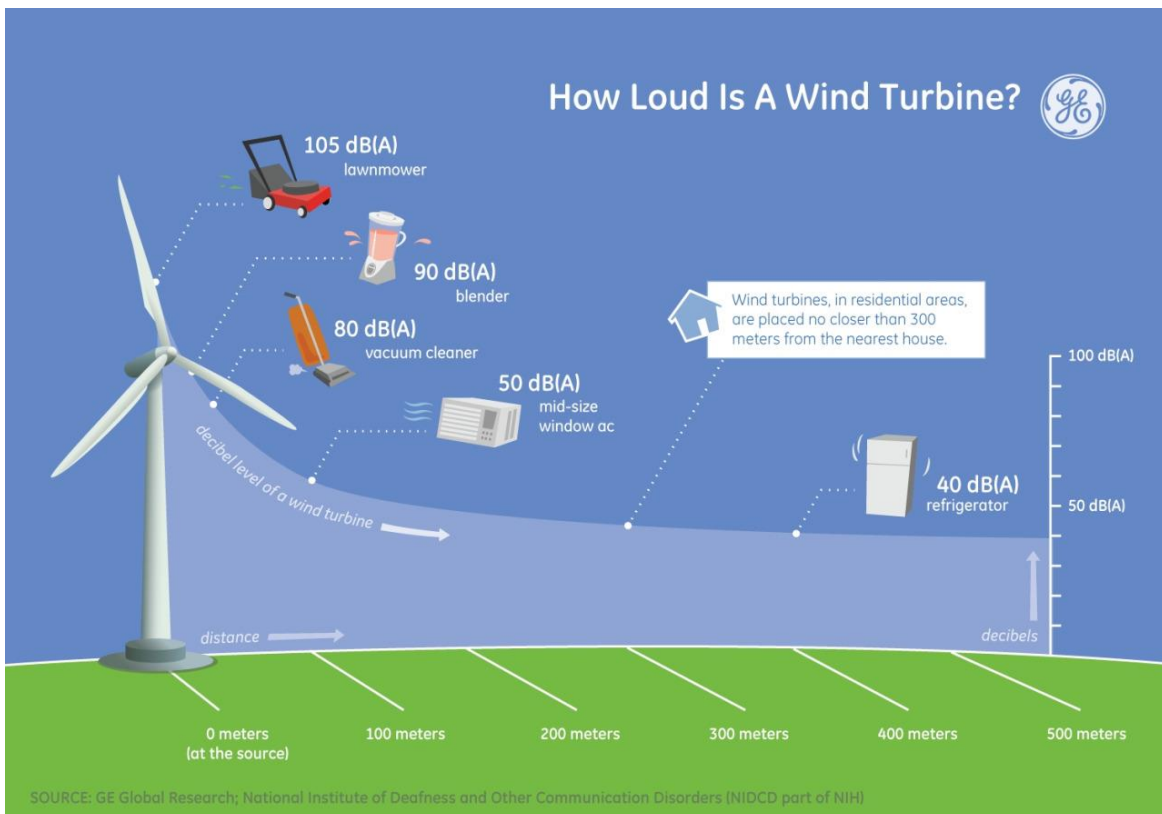 How Loud Is A Wind Turbine?
GE
105 dB(A)
lawnmower
90 dB(A)
blender
80 dB(A)
vacuum cleaner
50 dB(A)
mid-size
window ac
Wind turbines, in residential areas,
are placed no closer than 300
meters from the nearest house.
40 dB(A)
refrigerator
100 dB(A)
50 dB(A)
decibel level of a wind turbine
distance
decibels
0 meters
(at the source)
100 meters
200 meters
300 meters
400 meters
500 meters
SOURCE: GE Global Research; National Institute of Deafness and Other Communication Disorders (NIDCD part of NIH)